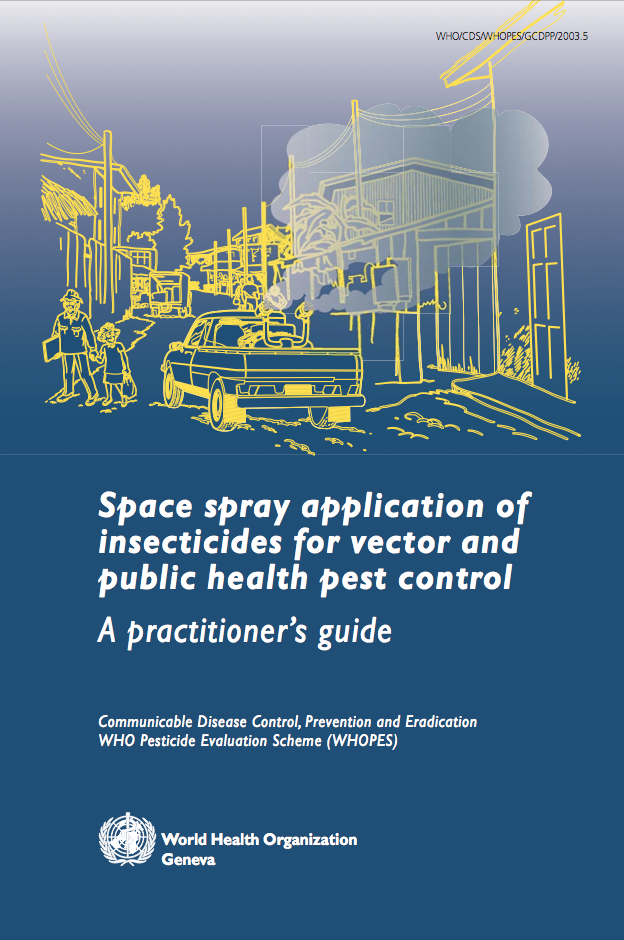 WHO/CDS/WHOPES/GCDPP/2003.5
Space spray application of
insecticides for vector and
public health pest control
A practitioner's guide
Communicable Disease Control, Prevention and Eradication
WHO Pesticide Evaluation Scheme (WHOPES)
World Health Organization
Geneva